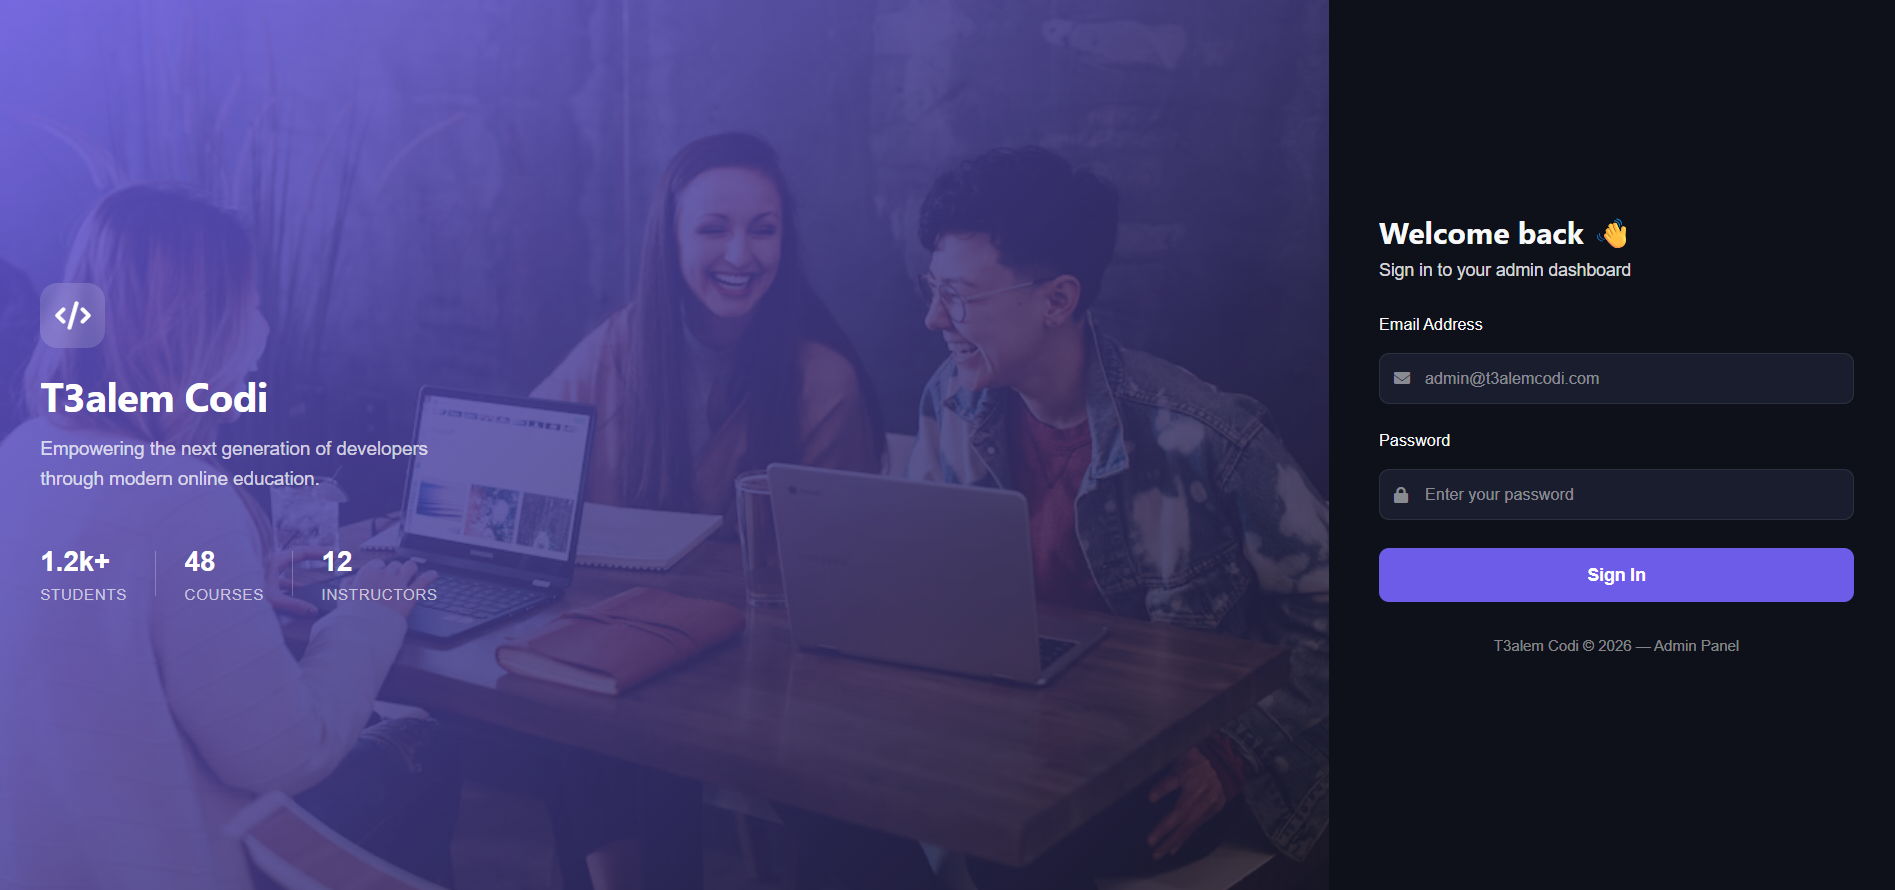 </>
T3alem Codi
Empowering the next generation of developers
through modern online education.
1.2k+
STUDENTS
48
COURSES
12
INSTRUCTORS
Welcome back 👋
Sign in to your admin dashboard
Email Address
admin@t3alemcodi.com
Password
Enter your password
Sign In
T3alem Codi © 2026 — Admin Panel